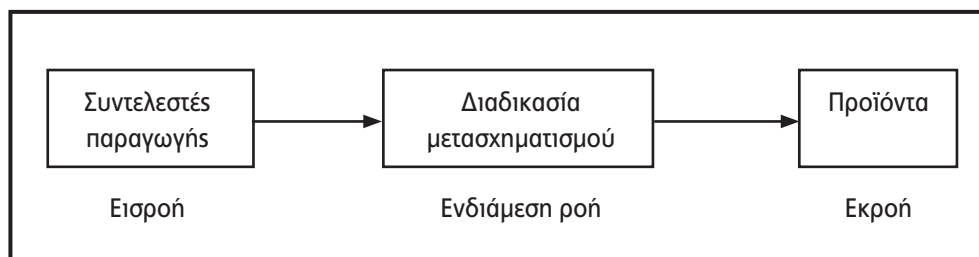 Συντελεστές
παραγωγής
Διαδικασία
μετασχηματισμού
Προϊόντα
Εισροή
Ενδιάμεση ροή
Εκροή